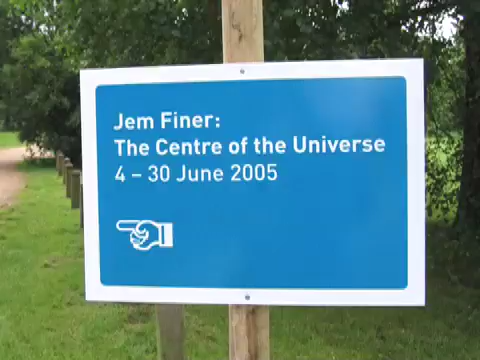 Jem Finer:
The Centre of the Universe
4 – 30 June 2005